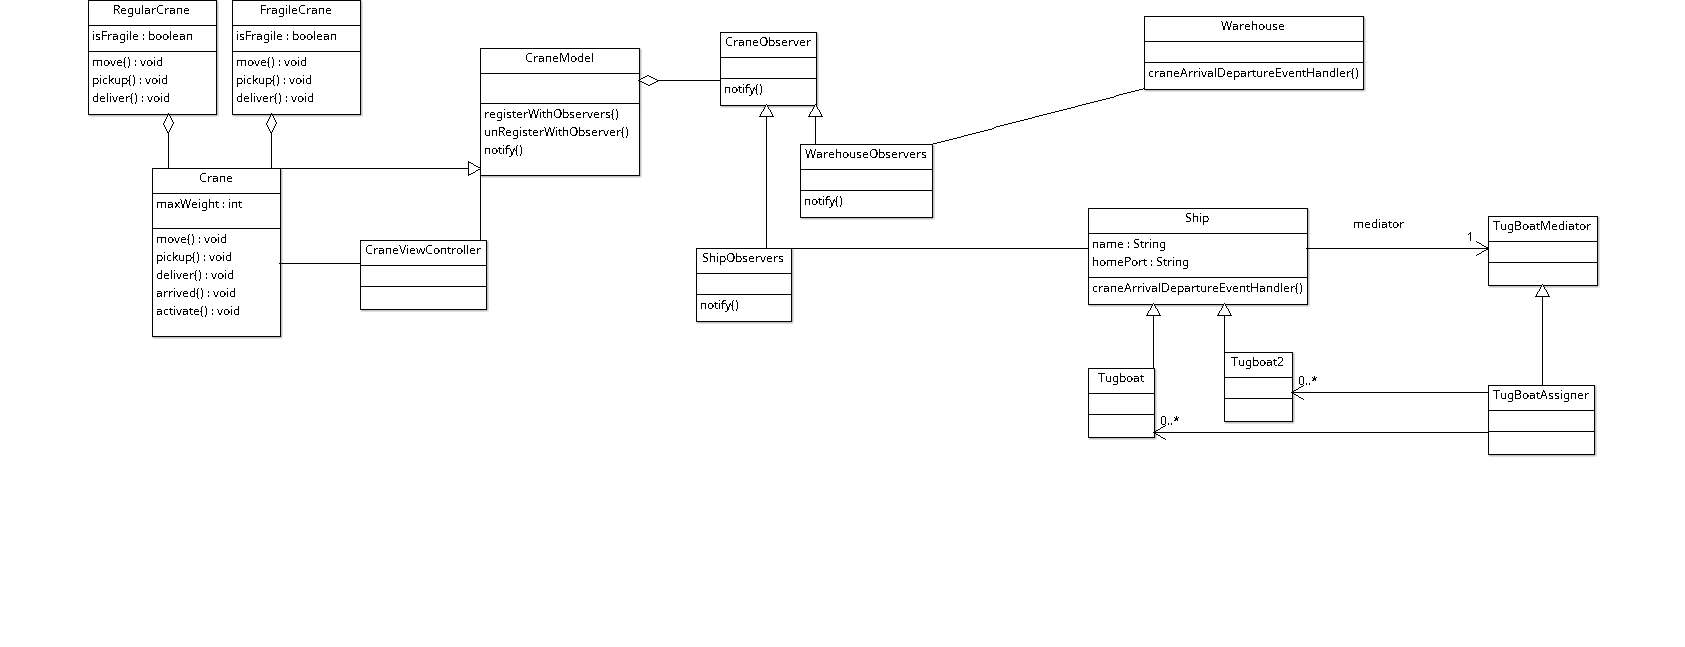 RegularCrane
isFragile : boolean
move() : void
pickup() : void
deliver() : void
FragileCrane
isFragile : boolean
move() : void
pickup() : void
deliver() : void
CraneModel
registerWithObservers()
unRegisterWithObserver()
notify()
CraneObserver
notify()
Warehouse
craneArrivalDepartureEventHandler()
WarehouseObservers
notify()
Crane
maxWeight : int
move() : void
pickup() : void
deliver() : void
arrived() : void
activate() : void
CraneViewController
ShipObservers
notify()
Ship
name : String
homePort : String
craneArrivalDepartureEventHandler()
mediator
1
TugBoatMediator
Tugboat
0..*
Tugboat2
0..*
TugBoatAssigner